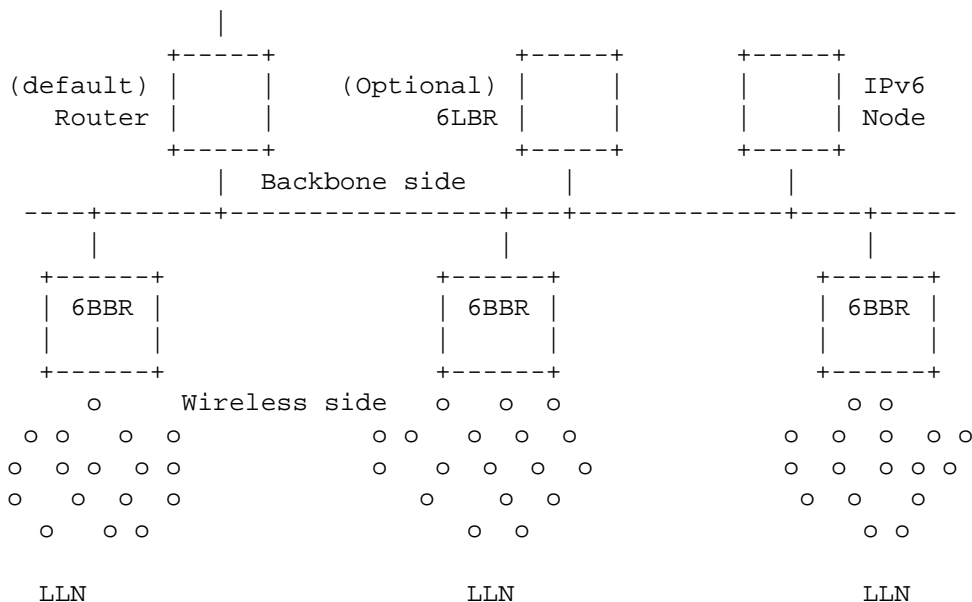 (default) (Optional) IPv6
Router 6LBR Node
Backbone side
6BBR 6BBR 6BBR
Wireless side
LLN LLN LLN